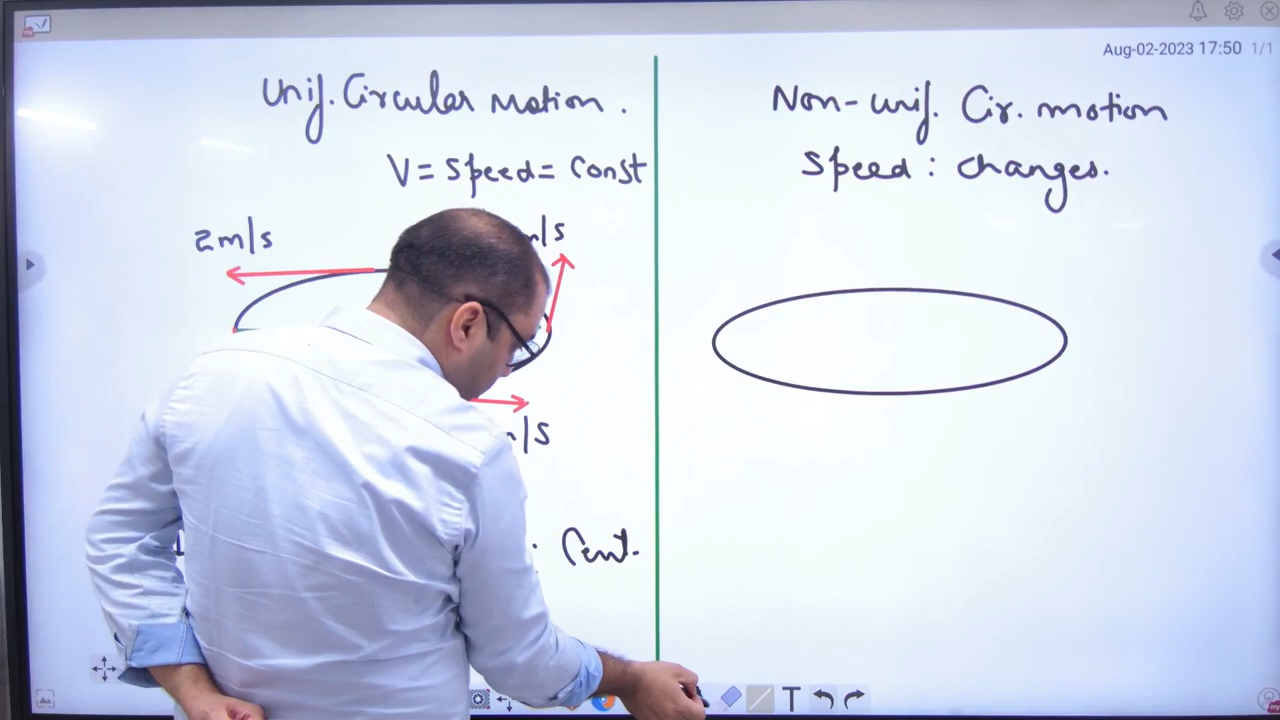 Aug-02-2023 17:50 1/1
Unif. Circular Motion.
V = Speed = Const
2m/s
m/s
m/s
: Cent.
Non-unif. Cir. motion
Speed : changes.
T